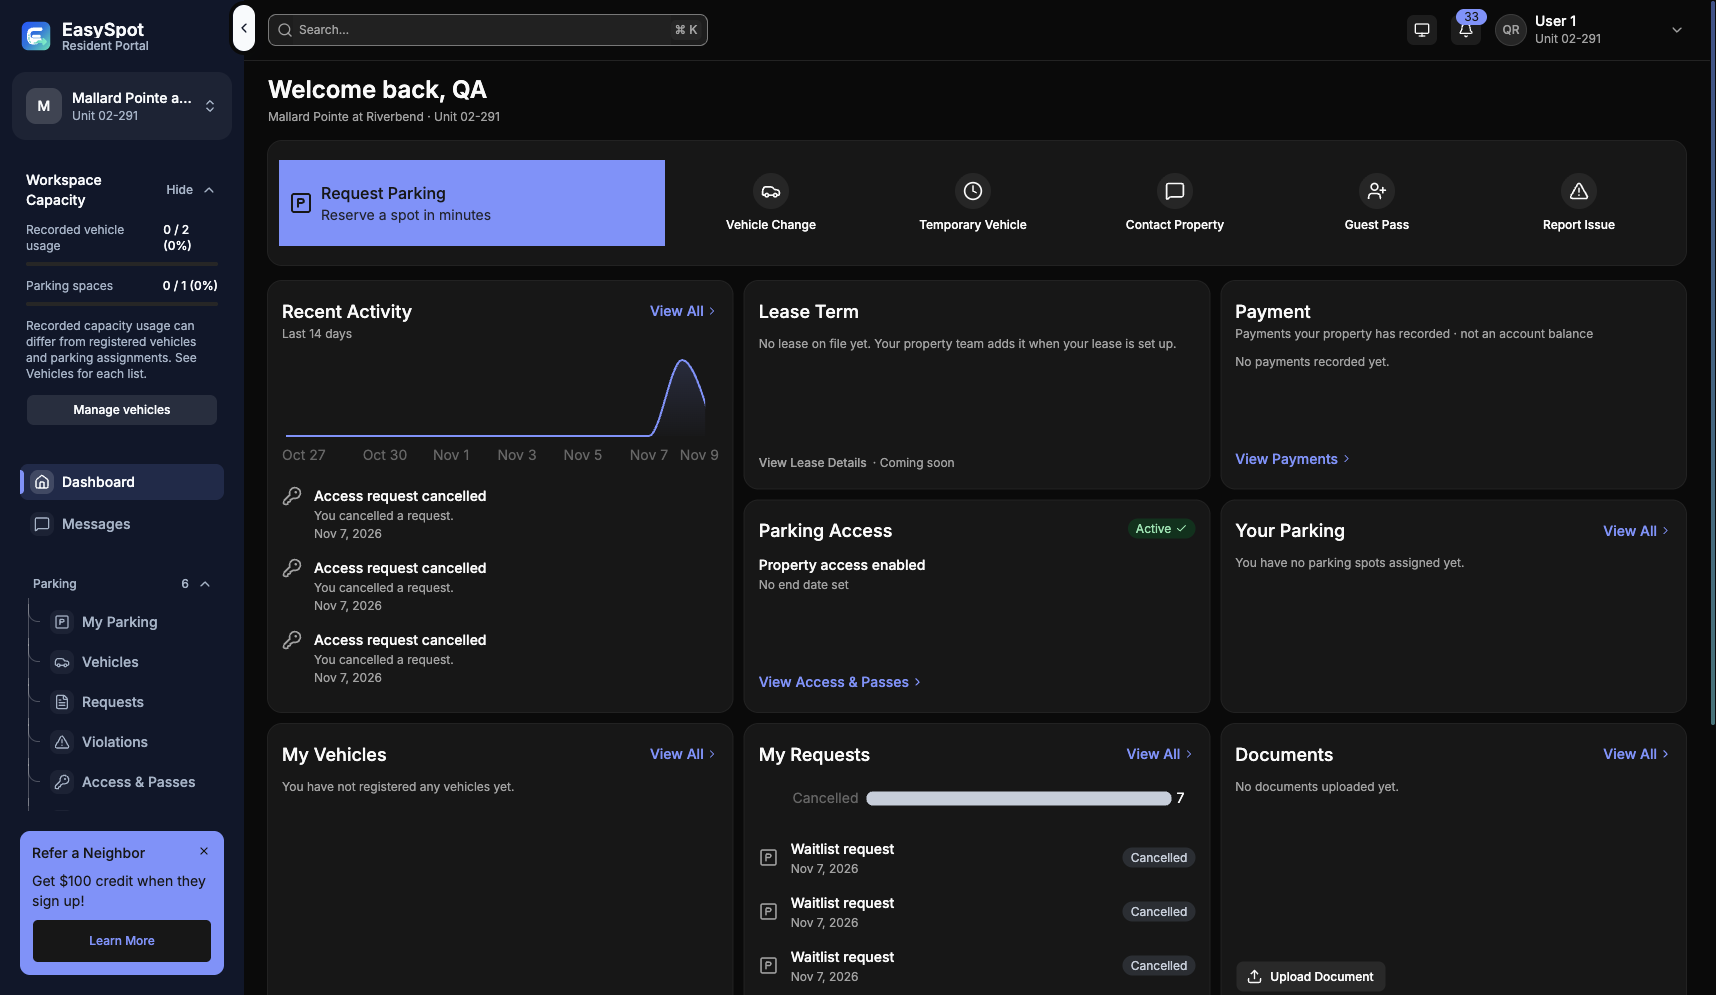 EasySpot
Resident Portal
M
Mallard Pointe a...
Unit 02-291
Workspace
Capacity
Hide
Recorded vehicle
usage
0 / 2
(0%)
Parking spaces
0 / 1 (0%)
Recorded capacity usage can
differ from registered vehicles
and parking assignments. See
Vehicles for each list.
Manage vehicles
Dashboard
Messages
Parking
6
My Parking
Vehicles
Requests
Violations
Access & Passes
Refer a Neighbor
Get $100 credit when they
sign up!
Learn More
Search...
⌘ K
33
QR
User 1
Unit 02-291
Welcome back, QA
Mallard Pointe at Riverbend · Unit 02-291
P
Request Parking
Reserve a spot in minutes
Vehicle Change
Temporary Vehicle
Contact Property
Guest Pass
Report Issue
Recent Activity
View All
Last 14 days
Oct 27
Oct 30
Nov 1
Nov 3
Nov 5
Nov 7
Nov 9
Access request cancelled
You cancelled a request.
Nov 7, 2026
Access request cancelled
You cancelled a request.
Nov 7, 2026
Access request cancelled
You cancelled a request.
Nov 7, 2026
Lease Term
No lease on file yet. Your property team adds it when your lease is set up.
View Lease Details · Coming soon
Payment
Payments your property has recorded · not an account balance
No payments recorded yet.
View Payments
Parking Access
Active
Property access enabled
No end date set
View Access & Passes
Your Parking
View All
You have no parking spots assigned yet.
My Vehicles
View All
You have not registered any vehicles yet.
My Requests
View All
Cancelled
7
P
Waitlist request
Nov 7, 2026
Cancelled
P
Waitlist request
Nov 7, 2026
Cancelled
P
Waitlist request
Nov 7, 2026
Cancelled
Documents
View All
No documents uploaded yet.
Upload Document